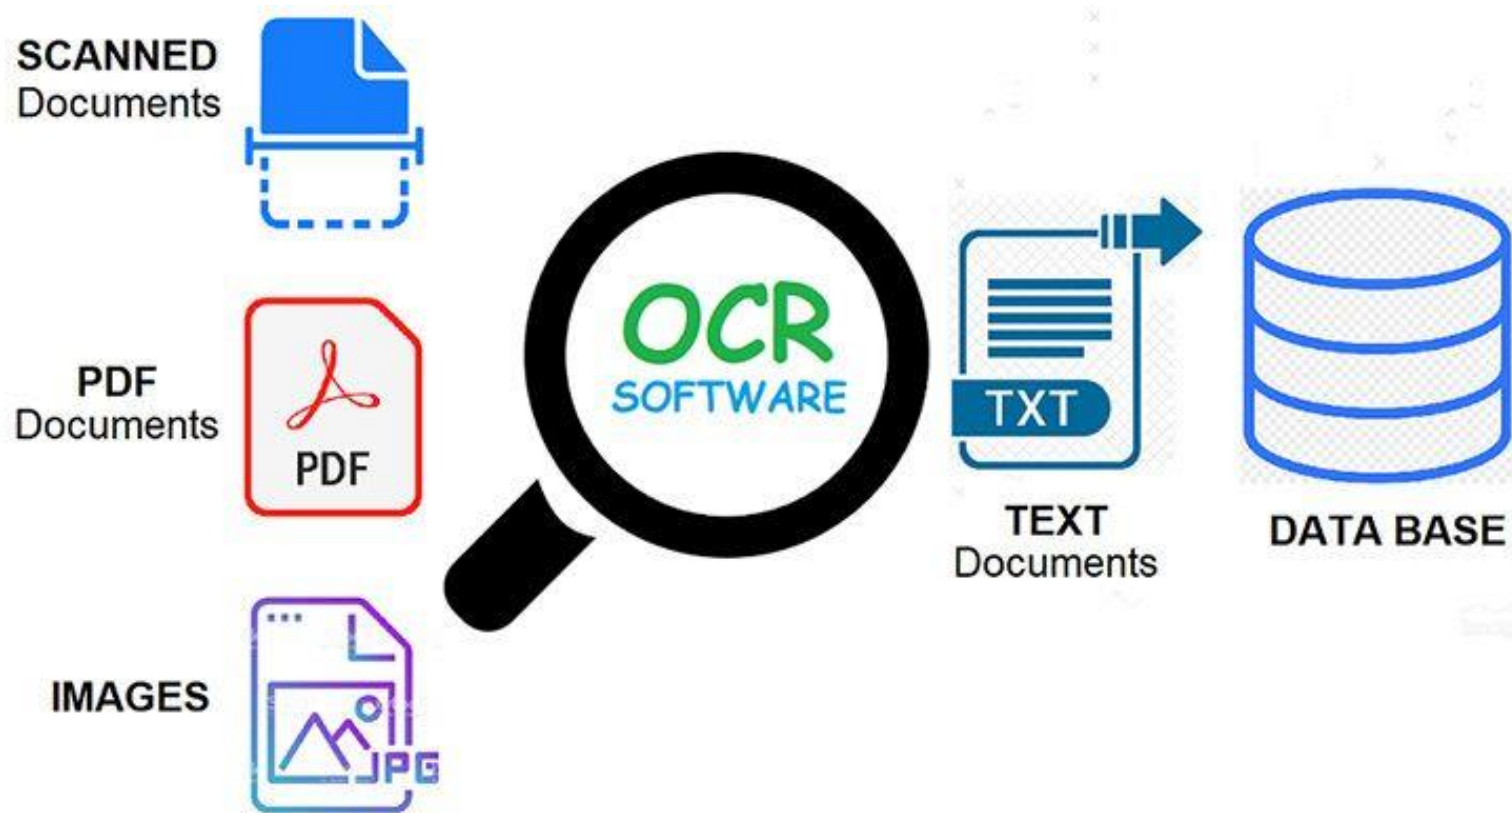 SCANNED
Documents
PDF
Documents
PDF
IMAGES
JPG
OCR
SOFTWARE
TXT
TEXT
Documents
DATA BASE